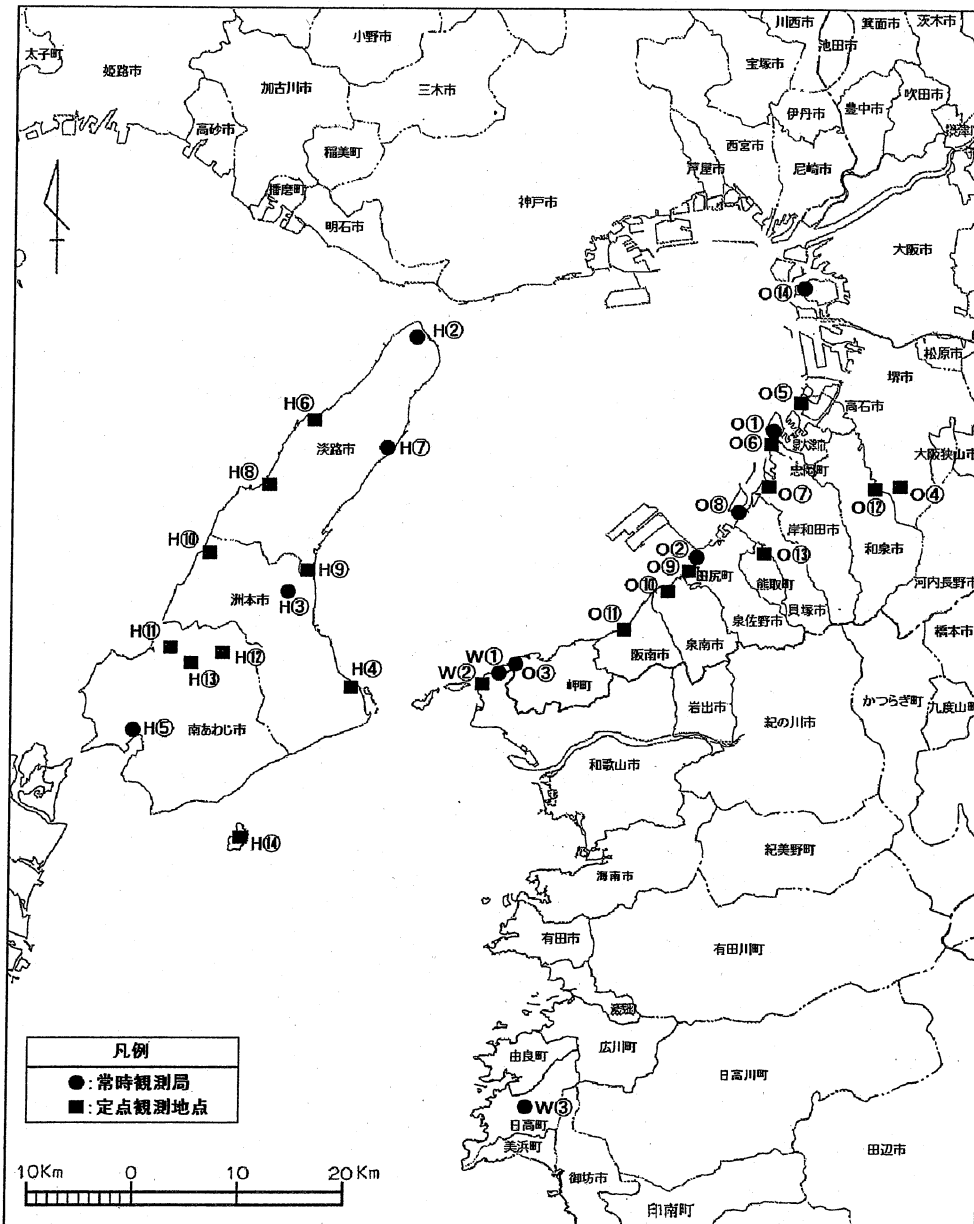 川西市
箕面市
茨木市
小野市
池田市
太子町
姫路市
宝塚市
加古川市
三木市
吹田市
伊丹市
豊中市
高砂市
稲美町
西宮市
芦屋市
尼崎市
播磨町
神戸市
明石市
大阪市
O⑭
H②
松原市
堺市
H⑥
O⑤
高石市
淡路市
H⑦
O①
O⑥
泉大津市
忠岡町
大阪狭山市
H⑧
O⑦
O⑫
O④
O⑧
岸和田市
H⑩
O②
O⑬
和泉市
H⑨
O⑨
田尻町
熊取町
河内長野市
洲本市
H③
O⑩
貝塚市
泉佐野市
H⑪
O⑪
橋本市
H⑫
阪南市
泉南市
H⑬
W①
O③
W②
岬町
H④
かつらぎ町
九度山町
岩出市
紀の川市
H⑤
南あわじ市
和歌山市
H⑭
紀美野町
海南市
有田市
有田川町
湯浅町
凡例
●:常時観測局
■:定点観測地点
由良町
広川町
日高川町
W③
日高町
美浜町
田辺市
御坊市
印南町
10Km 0 10 20Km